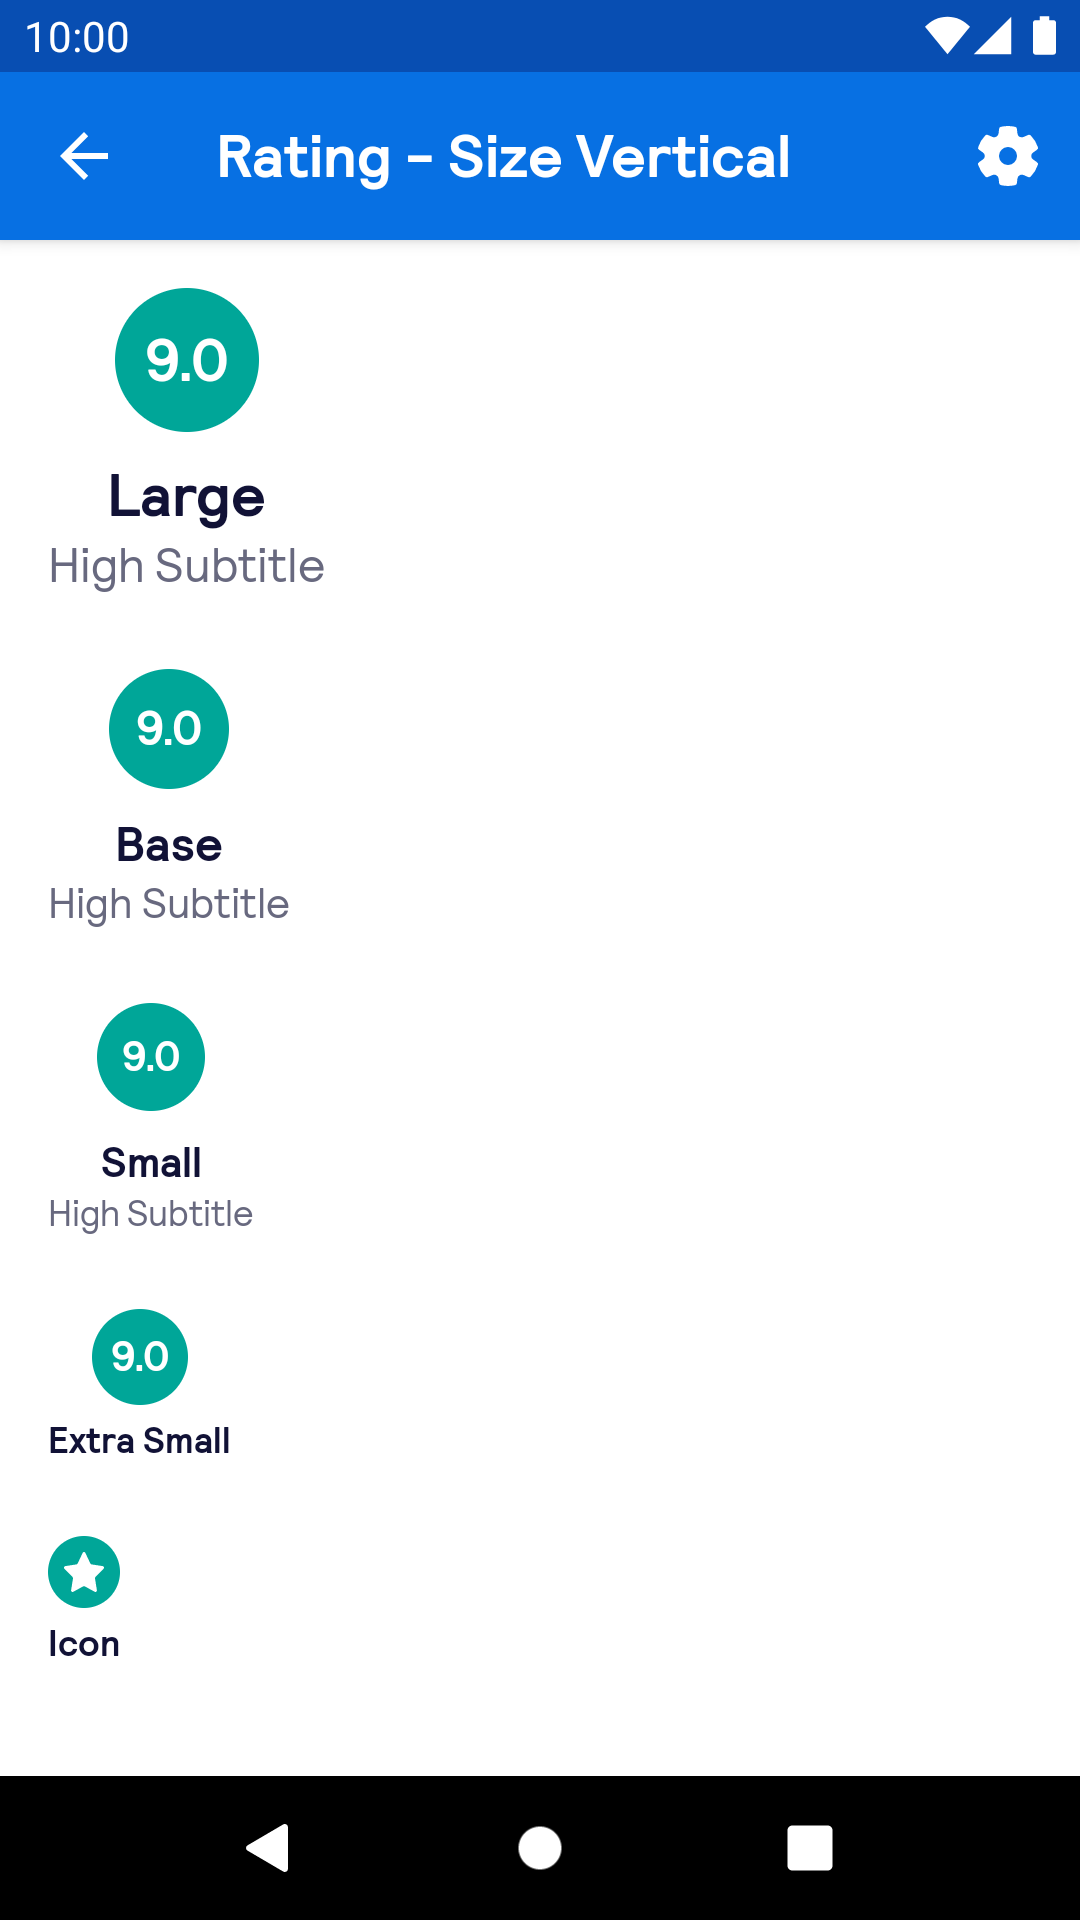 10:00
Rating - Size Vertical
9.0
Large
High Subtitle
9.0
Base
High Subtitle
9.0
Small
High Subtitle
9.0
Extra Small
Icon